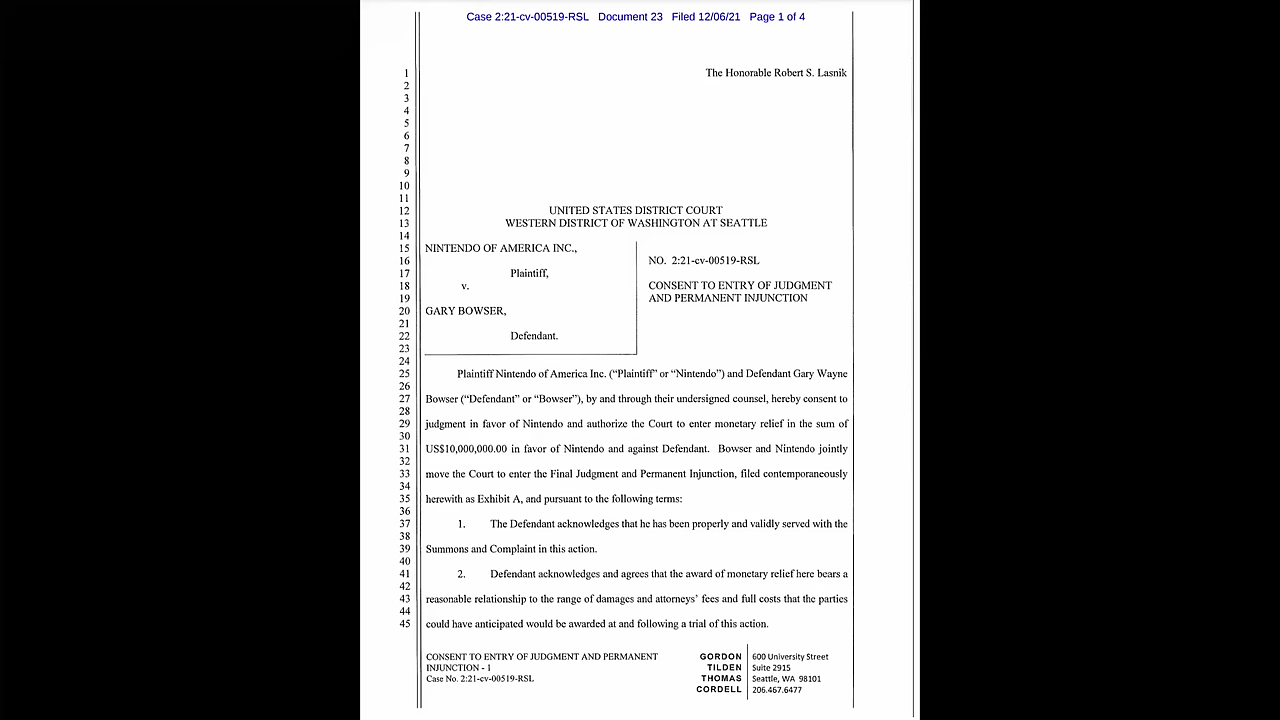 Case 2:21-cv-00519-RSL Document 23 Filed 12/06/21 Page 1 of 4
1 The Honorable Robert S. Lasnik
2
3
4
5
6
7
8
9
10
11
12 UNITED STATES DISTRICT COURT
13 WESTERN DISTRICT OF WASHINGTON AT SEATTLE
14
15 NINTENDO OF AMERICA INC.,
16 NO. 2:21-cv-00519-RSL
17 Plaintiff,
18 v. CONSENT TO ENTRY OF JUDGMENT
19 AND PERMANENT INJUNCTION
20 GARY BOWSER,
21
22 Defendant.
23
24
25 Plaintiff Nintendo of America Inc. (“Plaintiff” or “Nintendo”) and Defendant Gary Wayne
26
27 Bowser (“Defendant” or “Bowser”), by and through their undersigned counsel, hereby consent to
28
29 judgment in favor of Nintendo and authorize the Court to enter monetary relief in the sum of
30
31 US$10,000,000.00 in favor of Nintendo and against Defendant. Bowser and Nintendo jointly
32
33 move the Court to enter the Final Judgment and Permanent Injunction, filed contemporaneously
34
35 herewith as Exhibit A, and pursuant to the following terms:
36
37 1. The Defendant acknowledges that he has been properly and validly served with the
38
39 Summons and Complaint in this action.
40
41 2. Defendant acknowledges and agrees that the award of monetary relief here bears a
42
43 reasonable relationship to the range of damages and attorneys’ fees and full costs that the parties
44
45 could have anticipated would be awarded at and following a trial of this action.
CONSENT TO ENTRY OF JUDGMENT AND PERMANENT
INJUNCTION - 1
Case No. 2:21-cv-00519-RSL
GORDON 600 University Street
TILDEN Suite 2915
THOMAS Seattle, WA 98101
CORDELL 206.467.6477